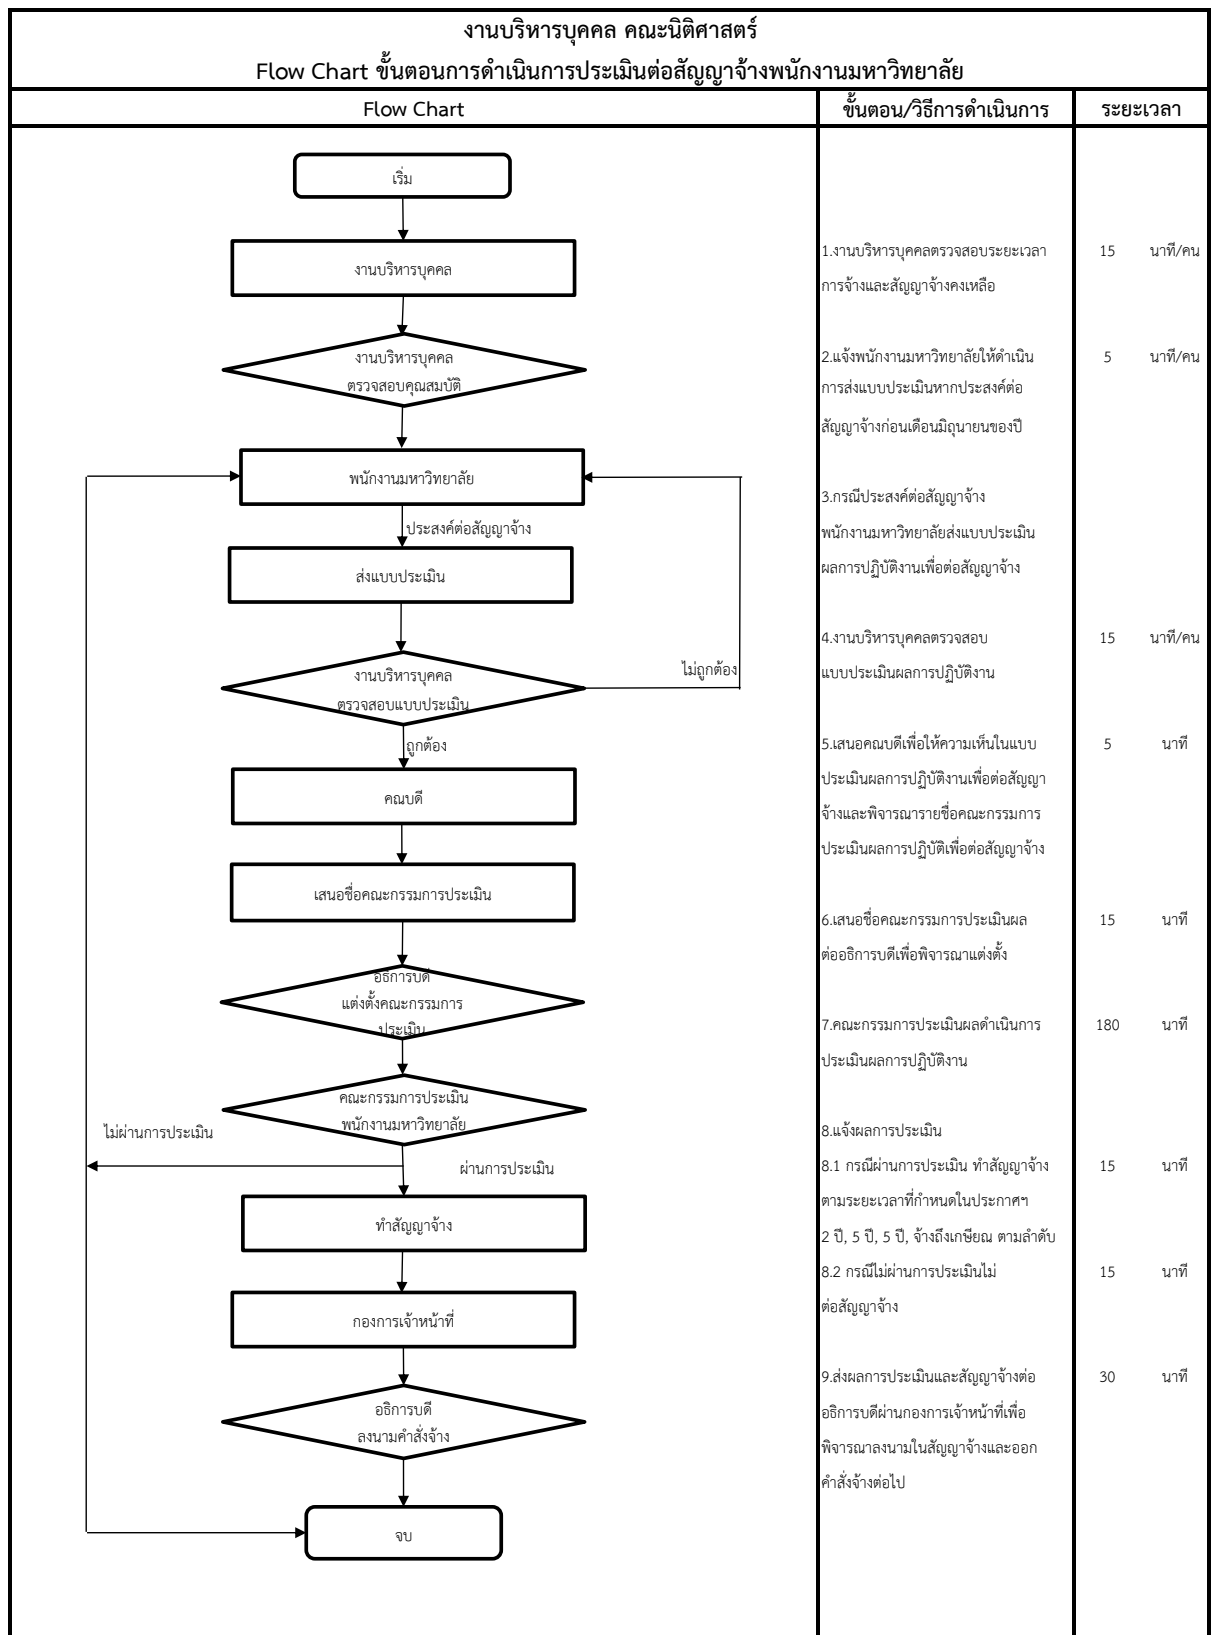 งานบริหารบุคคล คณะนิติศาสตร์
Flow Chart ขั้นตอนการดำเนินการประเมินต่อสัญญาจ้างพนักงานมหาวิทยาลัย
Flow Chart
ขั้นตอน/วิธีการดำเนินการ
ระยะเวลา
เริ่ม
งานบริหารบุคคล
งานบริหารบุคคล
ตรวจสอบคุณสมบัติ
พนักงานมหาวิทยาลัย
ประสงค์ต่อสัญญาจ้าง
ส่งแบบประเมิน
งานบริหารบุคคล
ตรวจสอบแบบประเมิน
ไม่ถูกต้อง
ถูกต้อง
คณบดี
เสนอชื่อคณะกรรมการประเมิน
อธิการบดี
แต่งตั้งคณะกรรมการ
ประเมิน
คณะกรรมการประเมิน
พนักงานมหาวิทยาลัย
ไม่ผ่านการประเมิน
ผ่านการประเมิน
ทำสัญญาจ้าง
กองการเจ้าหน้าที่
อธิการบดี
ลงนามคำสั่งจ้าง
จบ
1.งานบริหารบุคคลตรวจสอบระยะเวลา 15 นาที/คน
การจ้างและสัญญาจ้างคงเหลือ
2.แจ้งพนักงานมหาวิทยาลัยให้ดำเนิน 5 นาที/คน
การส่งแบบประเมินหากประสงค์ต่อ
สัญญาจ้างก่อนเดือนมิถุนายนของปี
3.กรณีประสงค์ต่อสัญญาจ้าง
พนักงานมหาวิทยาลัยส่งแบบประเมิน
ผลการปฏิบัติงานเพื่อต่อสัญญาจ้าง
4.งานบริหารบุคคลตรวจสอบ 15 นาที/คน
แบบประเมินผลการปฏิบัติงาน
5.เสนอคณบดีเพื่อให้ความเห็นในแบบ 5 นาที
ประเมินผลการปฏิบัติงานเพื่อต่อสัญญา
จ้างและพิจารณารายชื่อคณะกรรมการ
ประเมินผลการปฏิบัติเพื่อต่อสัญญาจ้าง
6.เสนอชื่อคณะกรรมการประเมินผล 15 นาที
ต่ออธิการบดีเพื่อพิจารณาแต่งตั้ง
7.คณะกรรมการประเมินผลดำเนินการ 180 นาที
ประเมินผลการปฏิบัติงาน
8.แจ้งผลการประเมิน
8.1 กรณีผ่านการประเมิน ทำสัญญาจ้าง 15 นาที
ตามระยะเวลาที่กำหนดในประกาศฯ
2 ปี, 5 ปี, 5 ปี, จ้างถึงเกษียณ ตามลำดับ
8.2 กรณีไม่ผ่านการประเมินไม่ 15 นาที
ต่อสัญญาจ้าง
9.ส่งผลการประเมินและสัญญาจ้างต่อ 30 นาที
อธิการบดีผ่านกองการเจ้าหน้าที่เพื่อ
พิจารณาลงนามในสัญญาจ้างและออก
คำสั่งจ้างต่อไป